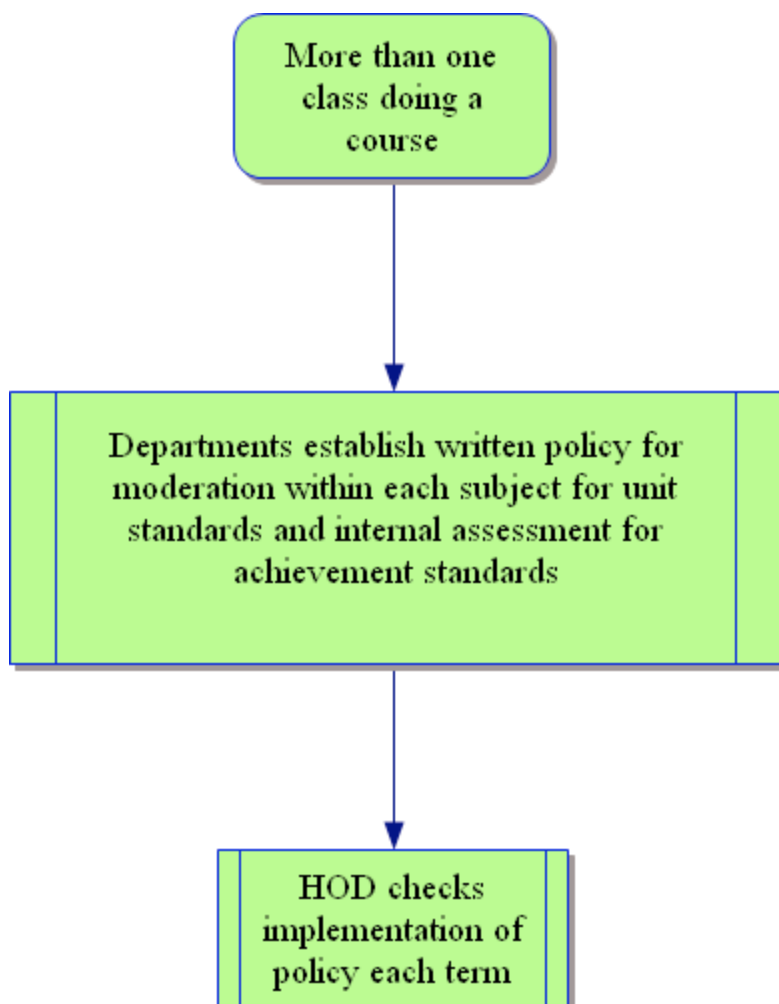 More than one
class doing a
course
Departments establish written policy for
moderation within each subject for unit
standards and internal assessment for
achievement standards
HOD checks
implementation of
policy each term